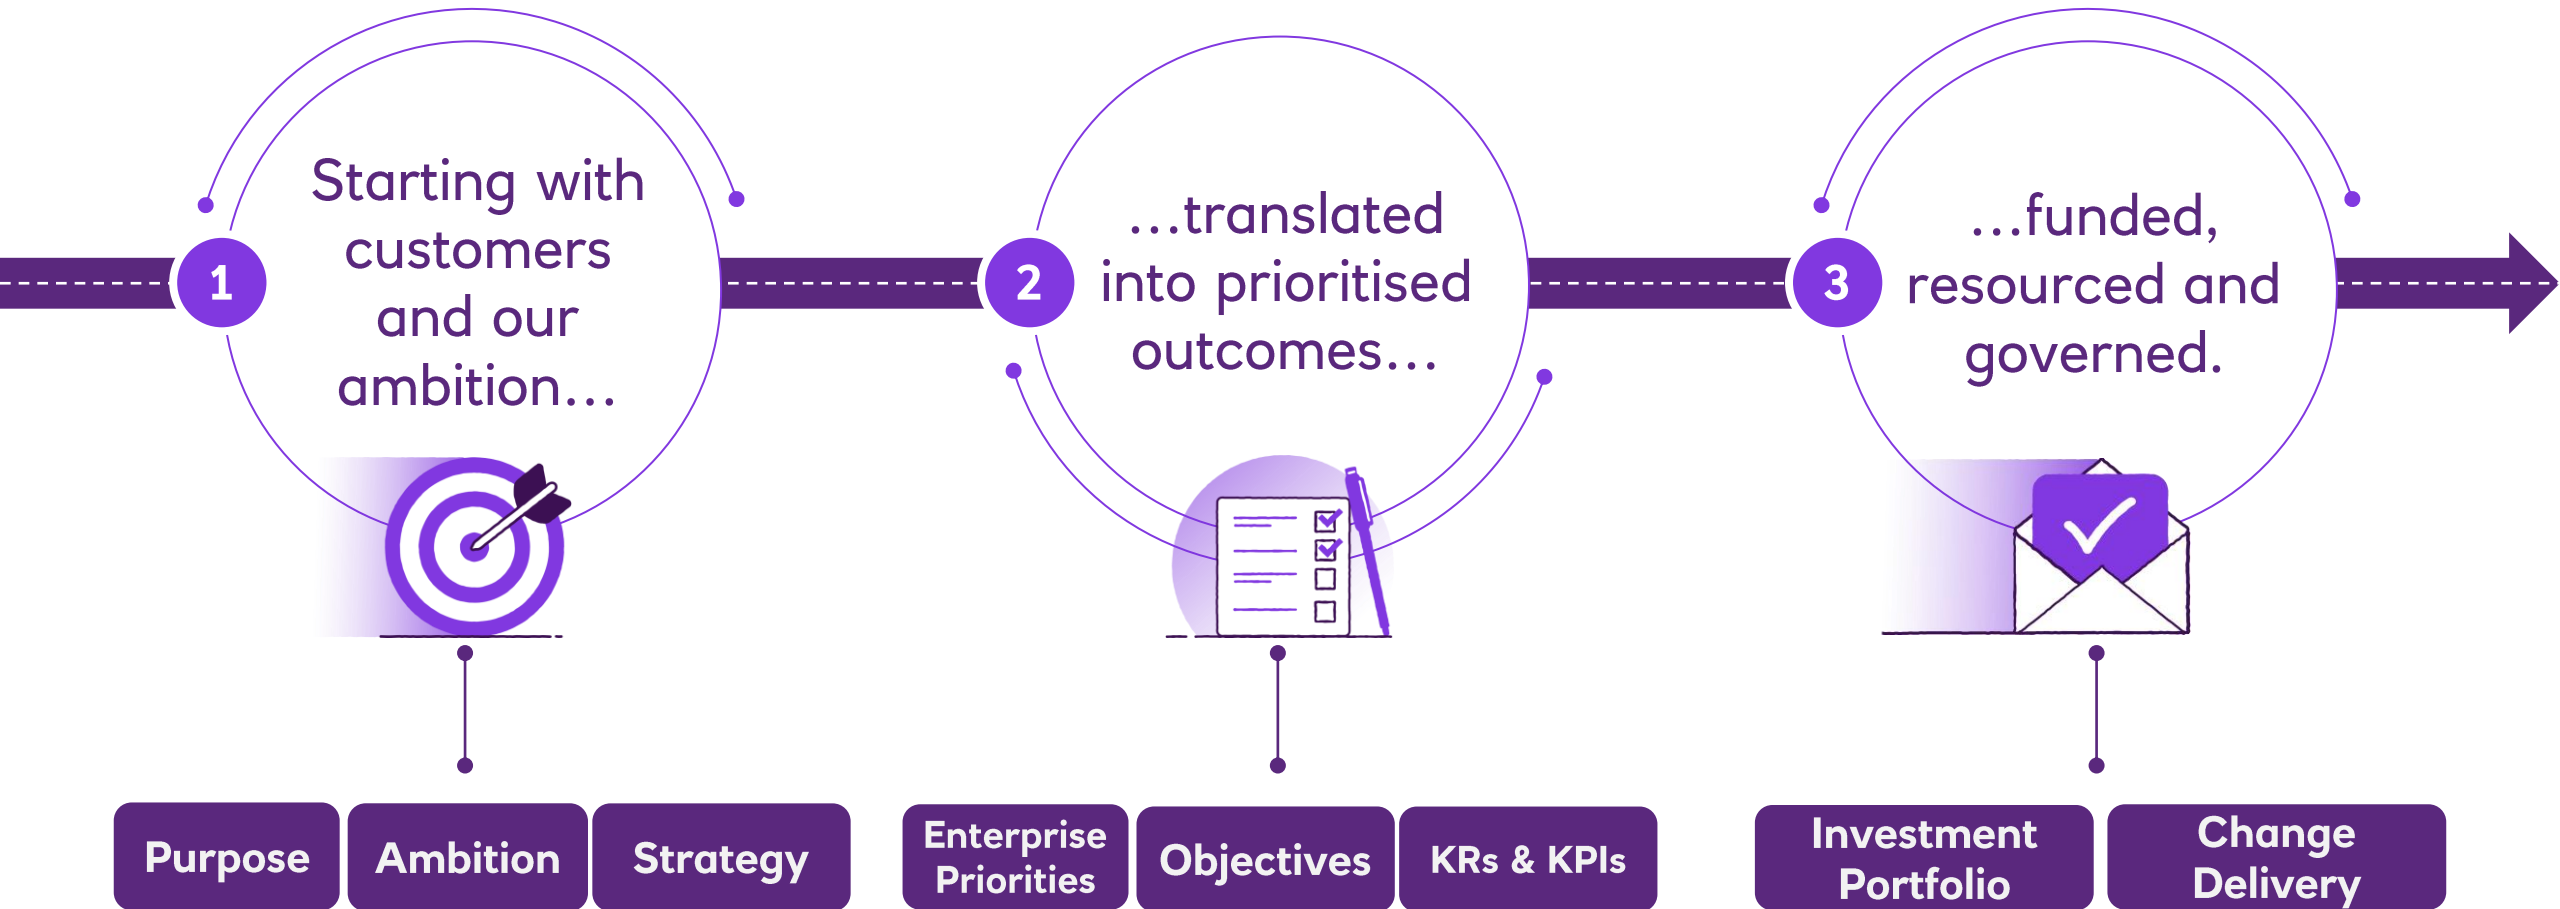 1
Starting with
customers
and our
ambition...
2
...translated
into prioritised
outcomes...
3
...funded,
resourced and
governed.
Purpose
Ambition
Strategy
Enterprise
Priorities
Objectives
KRs & KPIs
Investment
Portfolio
Change
Delivery